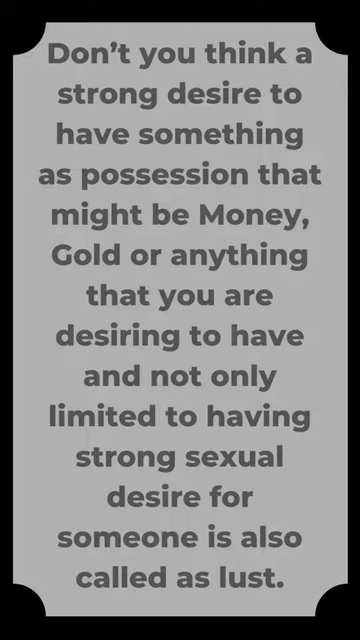 Don’t you think a
strong desire to
have something
as possession that
might be Money,
Gold or anything
that you are
desiring to have
and not only
limited to having
strong sexual
desire for
someone is also
called as lust.